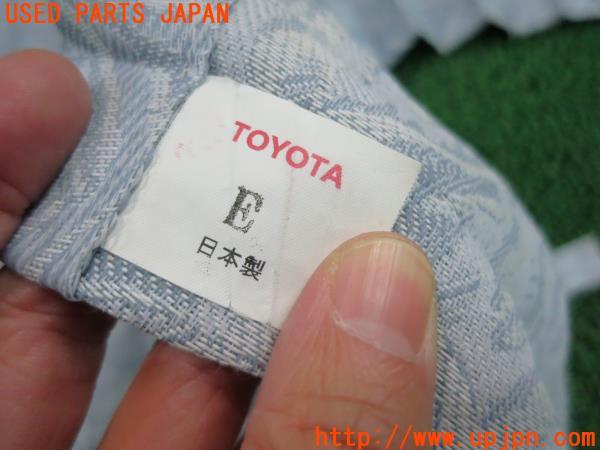 USED PARTS JAPAN
TOYOTA
E
日本製
http://www.upjpn.com